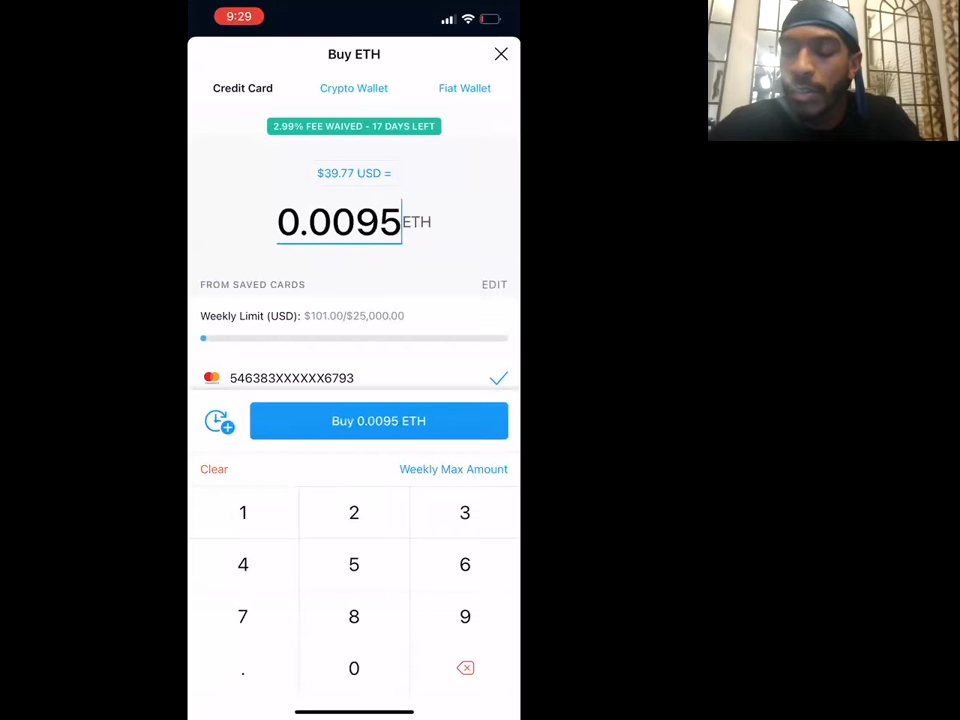 9:29
Buy ETH
Credit Card Crypto Wallet Fiat Wallet
2.99% FEE WAIVED - 17 DAYS LEFT
$39.77 USD =
0.0095 ETH
FROM SAVED CARDS EDIT
Weekly Limit (USD): $101.00/$25,000.00
546383XXXXXX6793
Buy 0.0095 ETH
Clear Weekly Max Amount
1 2 3
4 5 6
7 8 9
. 0